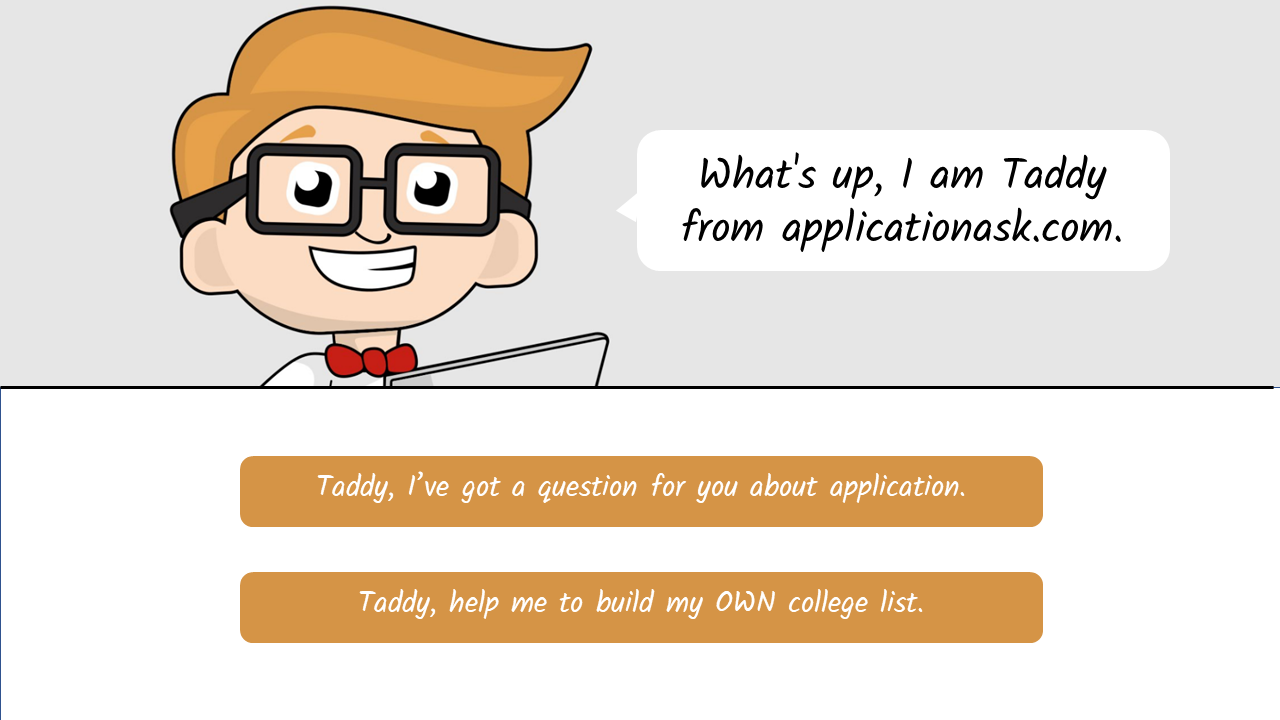 What's up, I am Taddy
from applicationask.com.
Taddy, I’ve got a question for you about application.
Taddy, help me to build my OWN college list.